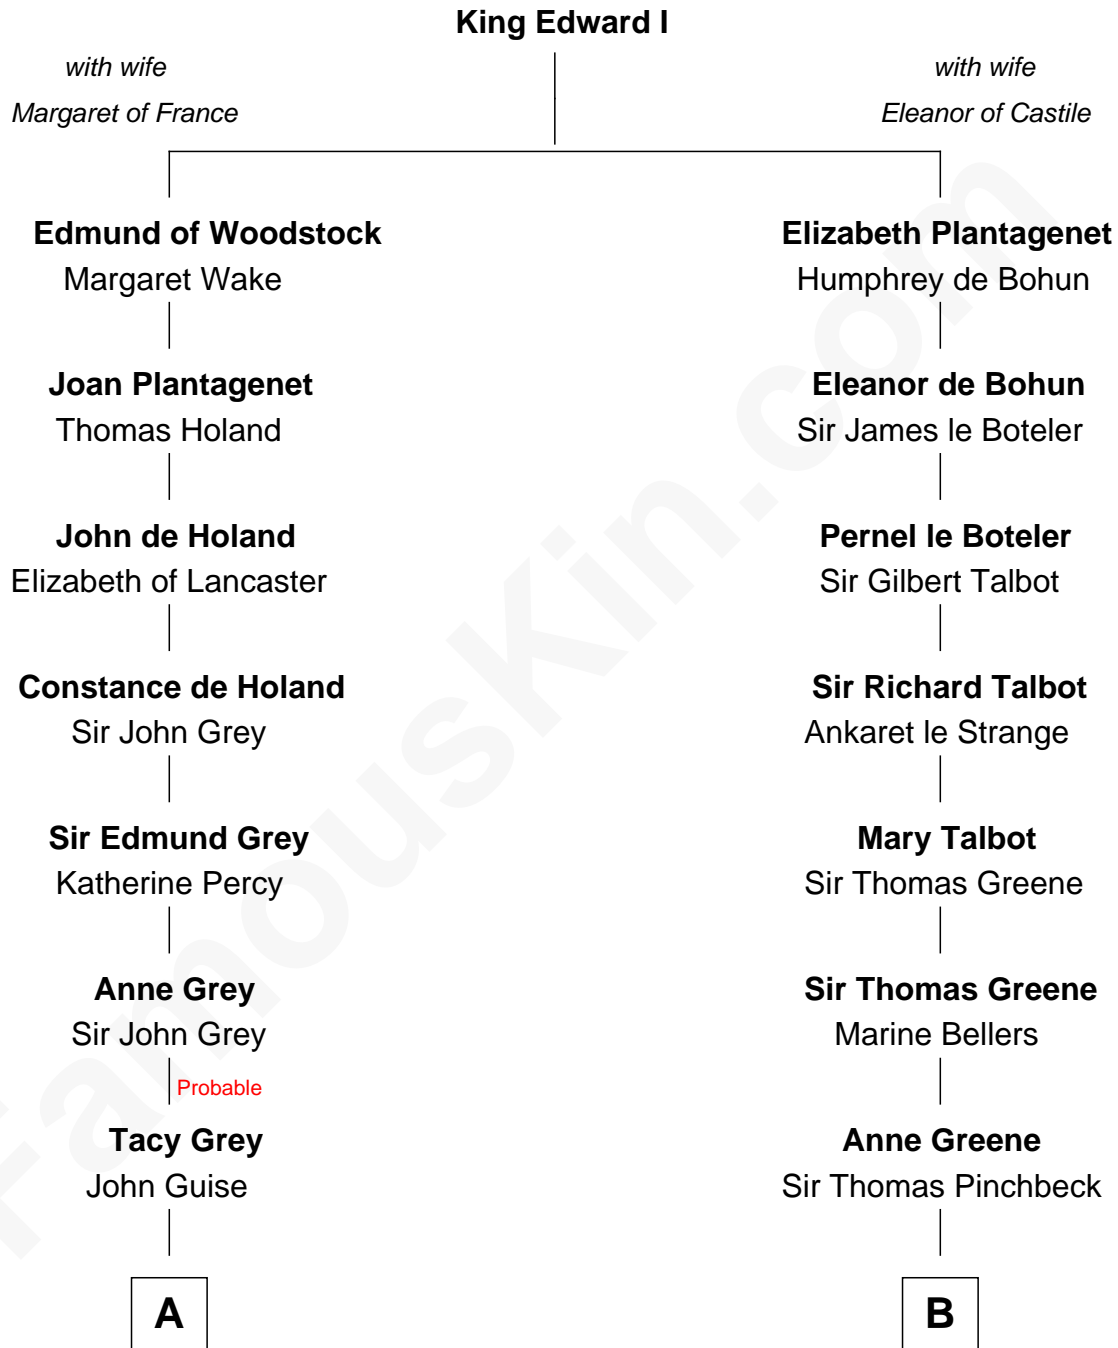 King Edward I
with wife
Margaret of France
with wife
Eleanor of Castile
Edmund of Woodstock
Margaret Wake
Elizabeth Plantagenet
Humphrey de Bohun
Joan Plantagenet
Thomas Holand
Eleanor de Bohun
Sir James le Boteler
John de Holand
Elizabeth of Lancaster
Pernel le Boteler
Sir Gilbert Talbot
Constance de Holand
Sir John Grey
Sir Richard Talbot
Ankaret le Strange
Sir Edmund Grey
Katherine Percy
Mary Talbot
Sir Thomas Greene
Anne Grey
Sir John Grey
Sir Thomas Greene
Marine Bellers
Probable
Tacy Grey
John Guise
Anne Greene
Sir Thomas Pinchbeck
A
B
FamousKin.com